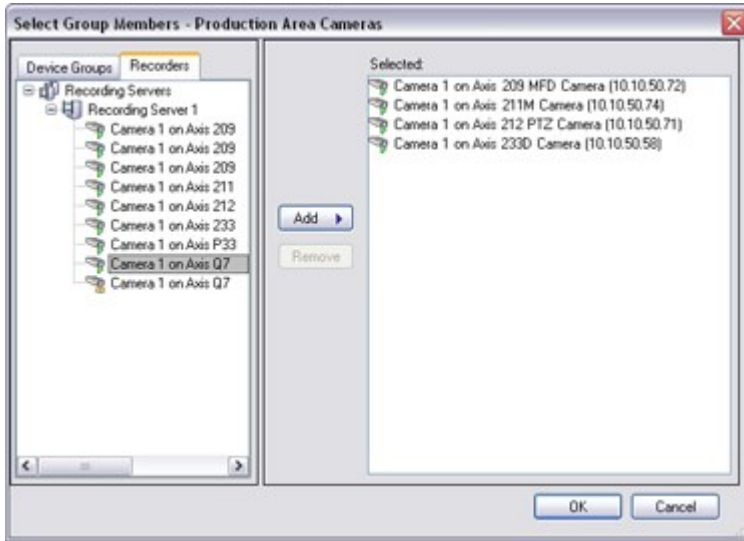 Select Group Members - Production Area Cameras
Device Groups
Recorders
Recording Servers
Recording Server 1
Camera 1 on Axis 209
Camera 1 on Axis 209
Camera 1 on Axis 209
Camera 1 on Axis 211
Camera 1 on Axis 212
Camera 1 on Axis 233
Camera 1 on Axis P33
Camera 1 on Axis Q7
Camera 1 on Axis Q7
Add
Remove
Selected:
Camera 1 on Axis 209 MFD Camera (10.10.50.72)
Camera 1 on Axis 211M Camera (10.10.50.74)
Camera 1 on Axis 212 PTZ Camera (10.10.50.71)
Camera 1 on Axis 233D Camera (10.10.50.58)
OK
Cancel